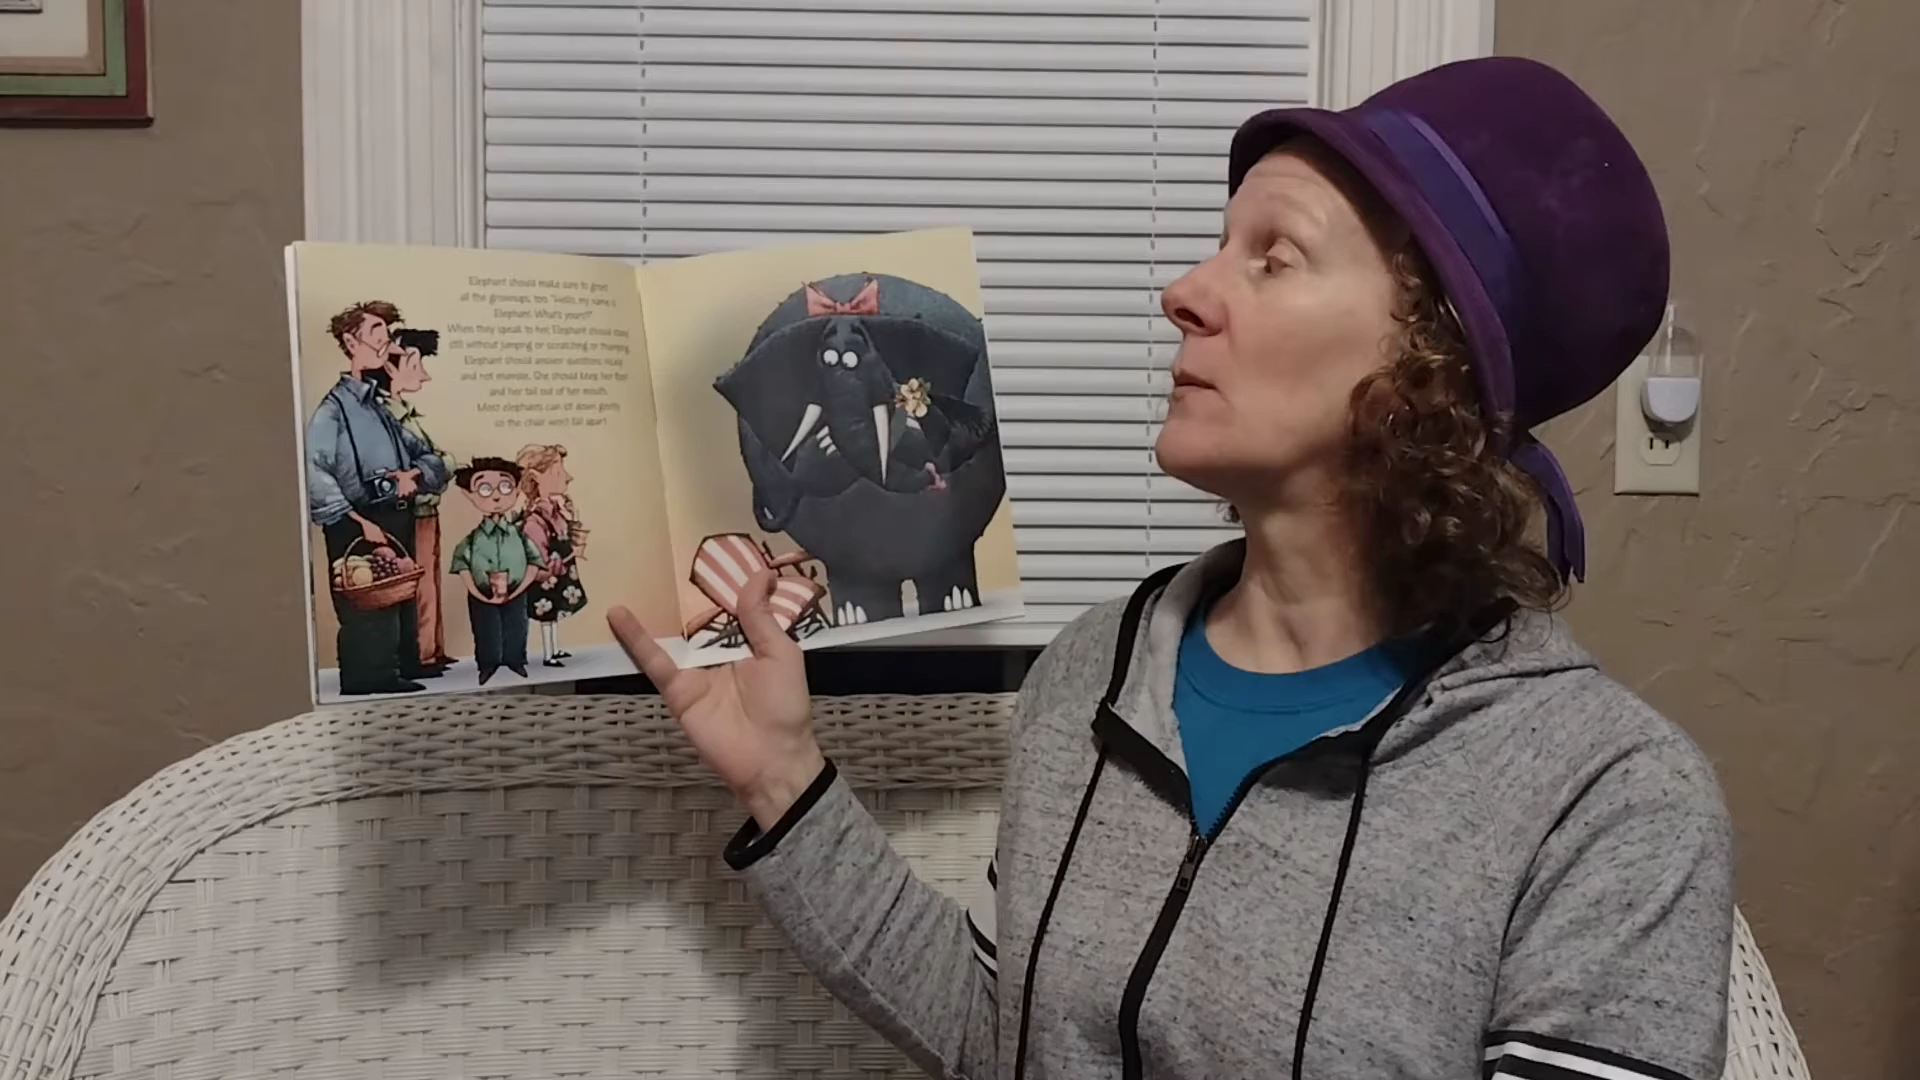 Elephant should make sure to greet
all the grownups, too. "Hello, my name is
Elephant. What's yours?"
When they speak to her, Elephant should stay
still without jumping or scratching or thumping.
Elephant should answer questions nicely
and not mumble. She should keep her feet
and her tail out of her mouth.
Most elephants can sit down gently
so the chair won't fall apart.